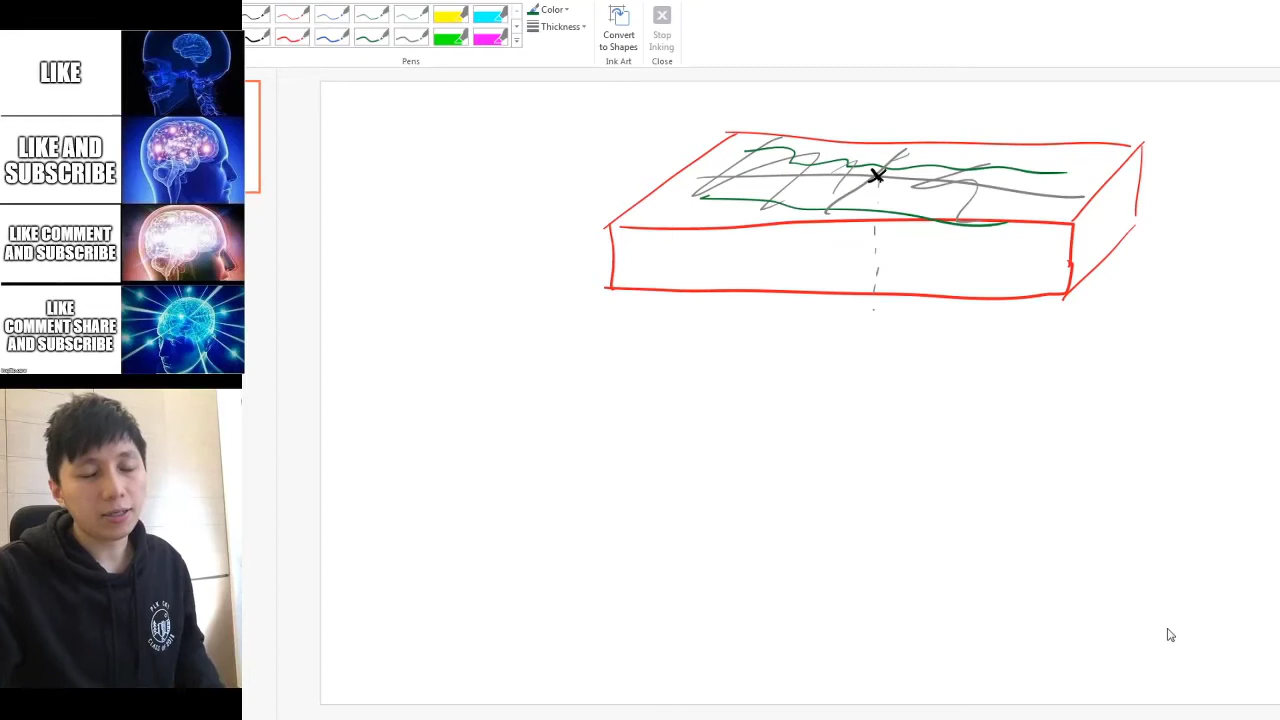 LIKE
LIKE AND
SUBSCRIBE
LIKE COMMENT
AND SUBSCRIBE
LIKE
COMMENT SHARE
AND SUBSCRIBE
Color
Thickness
Convert
to Shapes
Stop
Inking
Pens
Ink Art
Close